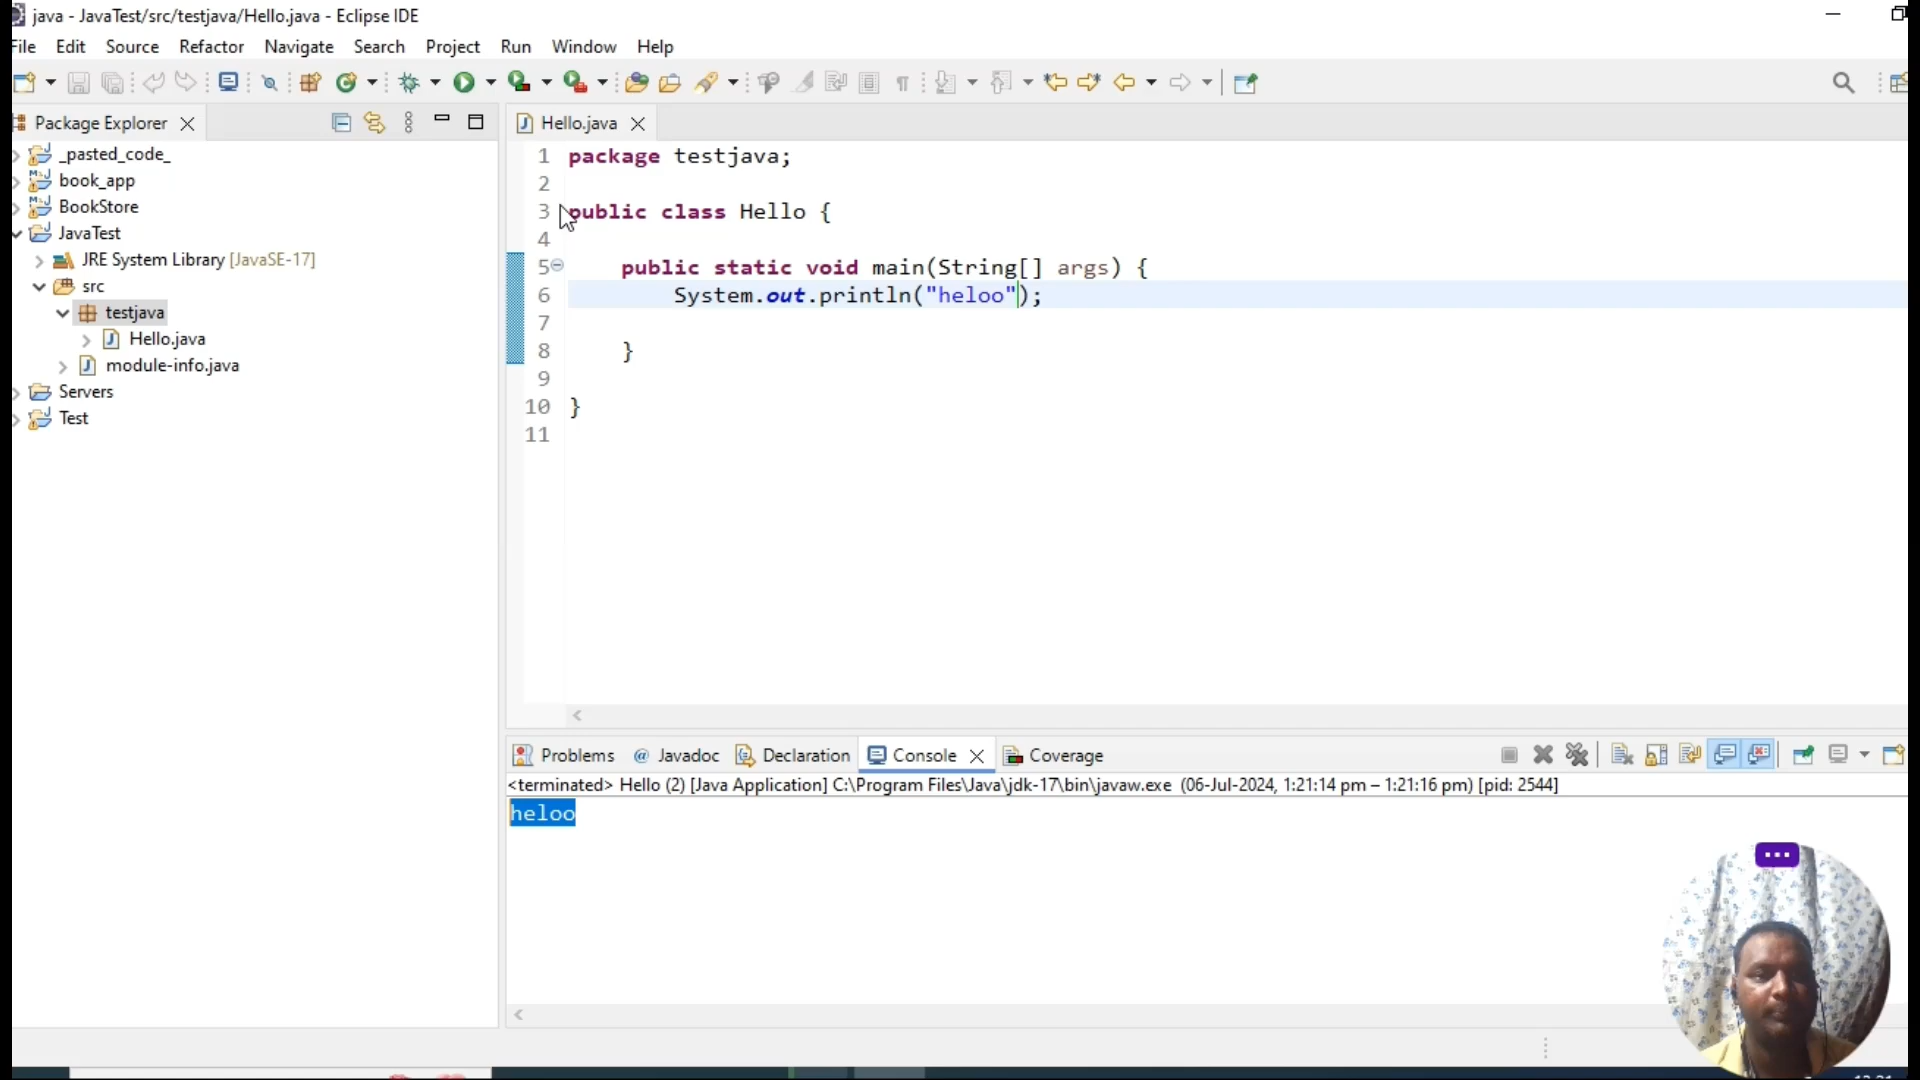 java - JavaTest/src/testjava/Hello.java - Eclipse IDE
File Edit Source Refactor Navigate Search Project Run Window Help
Package Explorer
_pasted_code_
book_app
BookStore
JavaTest
JRE System Library [JavaSE-17]
src
testjava
Hello.java
module-info.java
Servers
Test
Hello.java
1 package testjava;
2
3 public class Hello {
4
5 public static void main(String[] args) {
6 System.out.println("heloo");
7
8 }
9
10 }
11
Problems @ Javadoc Declaration Console Coverage
<terminated> Hello (2) [Java Application] C:\Program Files\Java\jdk-17\bin\javaw.exe (06-Jul-2024, 1:21:14 pm – 1:21:16 pm) [pid: 2544]
heloo